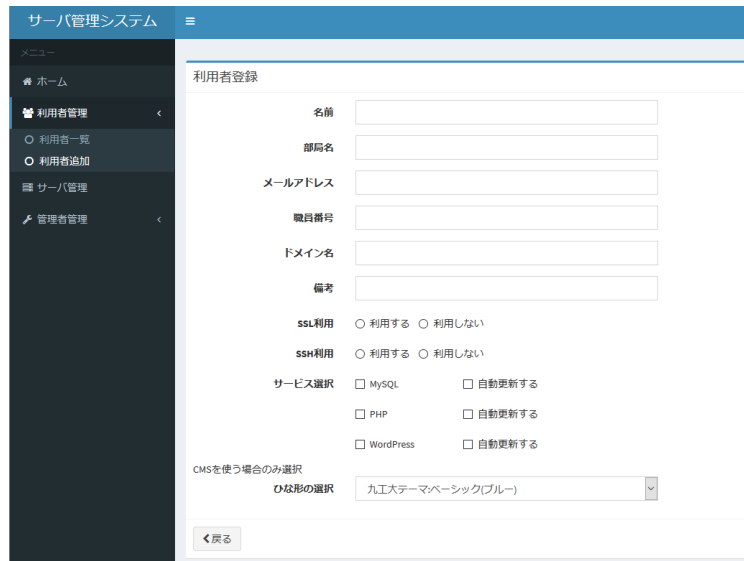 サーバ管理システム
メニュー
ホーム
利用者管理
利用者一覧
利用者追加
サーバ管理
管理者管理
利用者登録
名前
部局名
メールアドレス
職員番号
ドメイン名
備考
SSL利用 利用する 利用しない
SSH利用 利用する 利用しない
サービス選択 MySQL 自動更新する
PHP 自動更新する
WordPress 自動更新する
CMSを使う場合のみ選択
ひな形の選択 九工大テーマ:ベーシック(ブルー)
戻る